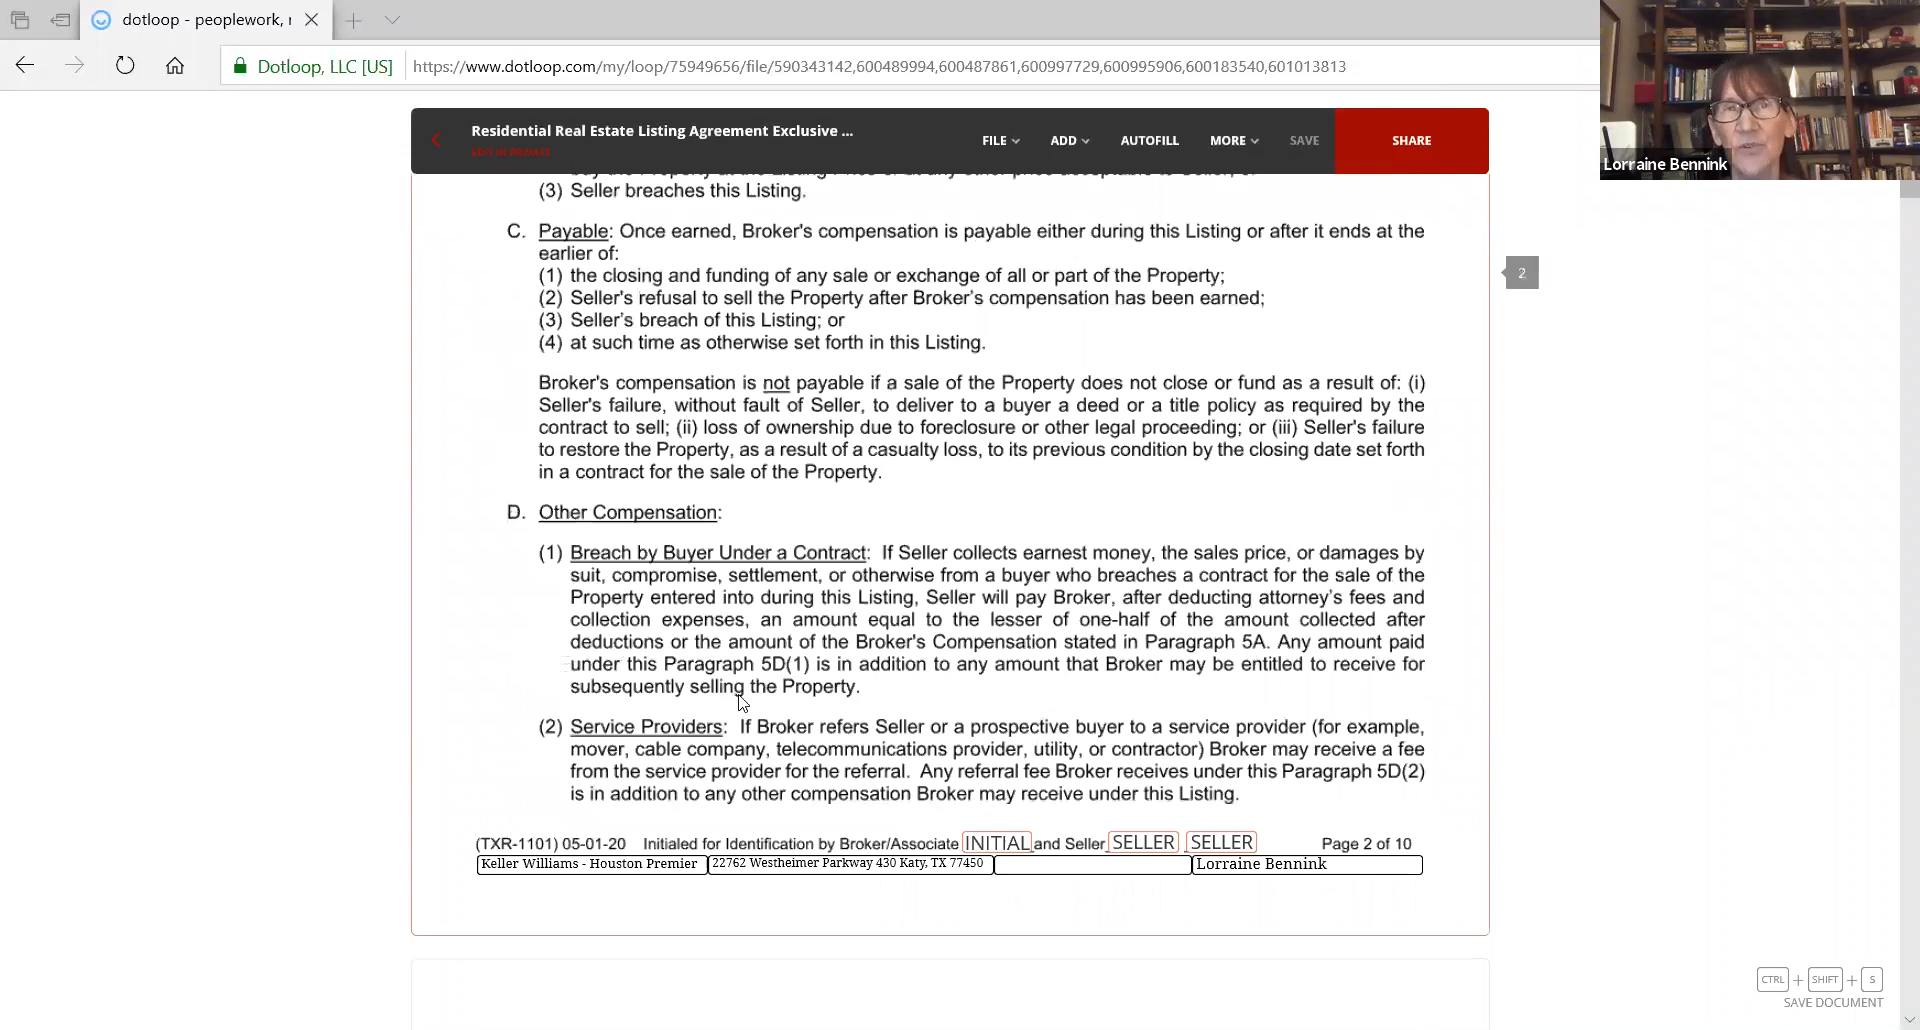 dotloop - peoplework, r
Dotloop, LLC [US]
https://www.dotloop.com/my/loop/75949656/file/590343142,600489994,600487861,600997729,600995906,600183540,601013813
Lorraine Bennink
Residential Real Estate Listing Agreement Exclusive ...
EDIT IN PRIVATE
FILE
ADD
AUTOFILL
MORE
SAVE
SHARE
(3) Seller breaches this Listing.
C. Payable: Once earned, Broker's compensation is payable either during this Listing or after it ends at the
earlier of:
(1) the closing and funding of any sale or exchange of all or part of the Property;
(2) Seller's refusal to sell the Property after Broker's compensation has been earned;
(3) Seller's breach of this Listing; or
(4) at such time as otherwise set forth in this Listing.
2
Broker's compensation is not payable if a sale of the Property does not close or fund as a result of: (i)
Seller's failure, without fault of Seller, to deliver to a buyer a deed or a title policy as required by the
contract to sell; (ii) loss of ownership due to foreclosure or other legal proceeding; or (iii) Seller's failure
to restore the Property, as a result of a casualty loss, to its previous condition by the closing date set forth
in a contract for the sale of the Property.
D. Other Compensation:
(1) Breach by Buyer Under a Contract: If Seller collects earnest money, the sales price, or damages by
suit, compromise, settlement, or otherwise from a buyer who breaches a contract for the sale of the
Property entered into during this Listing, Seller will pay Broker, after deducting attorney's fees and
collection expenses, an amount equal to the lesser of one-half of the amount collected after
deductions or the amount of the Broker's Compensation stated in Paragraph 5A. Any amount paid
under this Paragraph 5D(1) is in addition to any amount that Broker may be entitled to receive for
subsequently selling the Property.
(2) Service Providers: If Broker refers Seller or a prospective buyer to a service provider (for example,
mover, cable company, telecommunications provider, utility, or contractor) Broker may receive a fee
from the service provider for the referral. Any referral fee Broker receives under this Paragraph 5D(2)
is in addition to any other compensation Broker may receive under this Listing.
(TXR-1101) 05-01-20 Initialed for Identification by Broker/Associate INITIAL and Seller SELLER SELLER Page 2 of 10
Keller Williams - Houston Premier 22762 Westheimer Parkway 430 Katy, TX 77450 Lorraine Bennink
CTRL + SHIFT + S
SAVE DOCUMENT